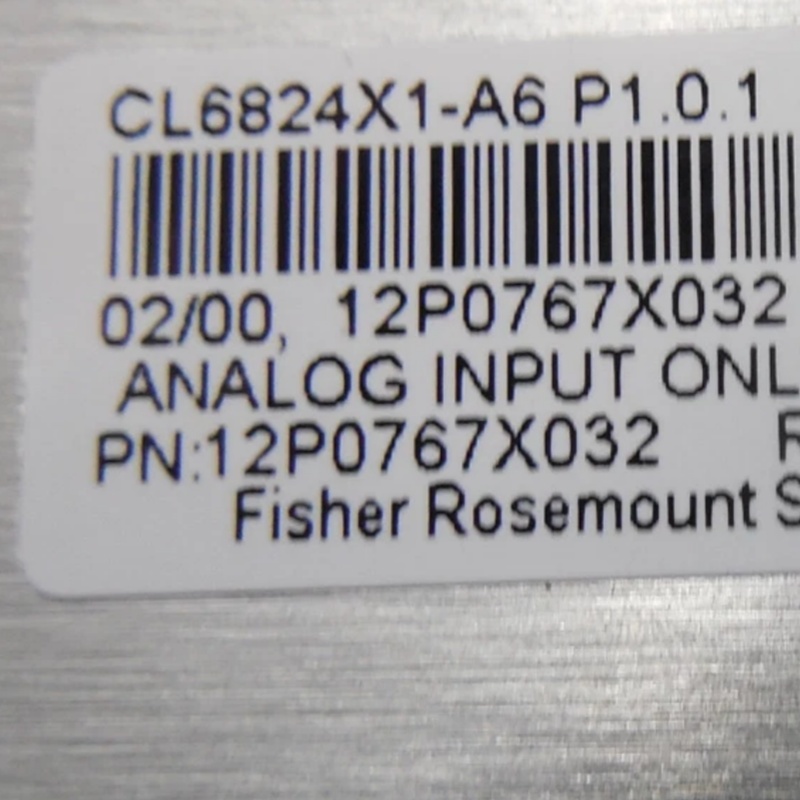 CL6824X1-A6 P1.0.1
02/00, 12P0767X032
ANALOG INPUT ONL
PN:12P0767X032 R
Fisher Rosemount S